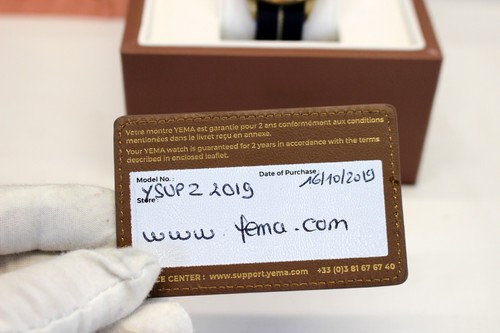 Votre montre YEMA est garantie pour 2 ans conformément aux conditions
mentionnées dans le livret reçu en annexe.
Your YEMA watch is guaranteed for 2 years in accordance with the terms
described in enclosed leaflet.
Model No. : Date of Purchase :
YSUPZ 2019 16/10/2019
Store :
www.yema.com
CE CENTER : www.support.yema.com +33 (0)3 81 67 67 40